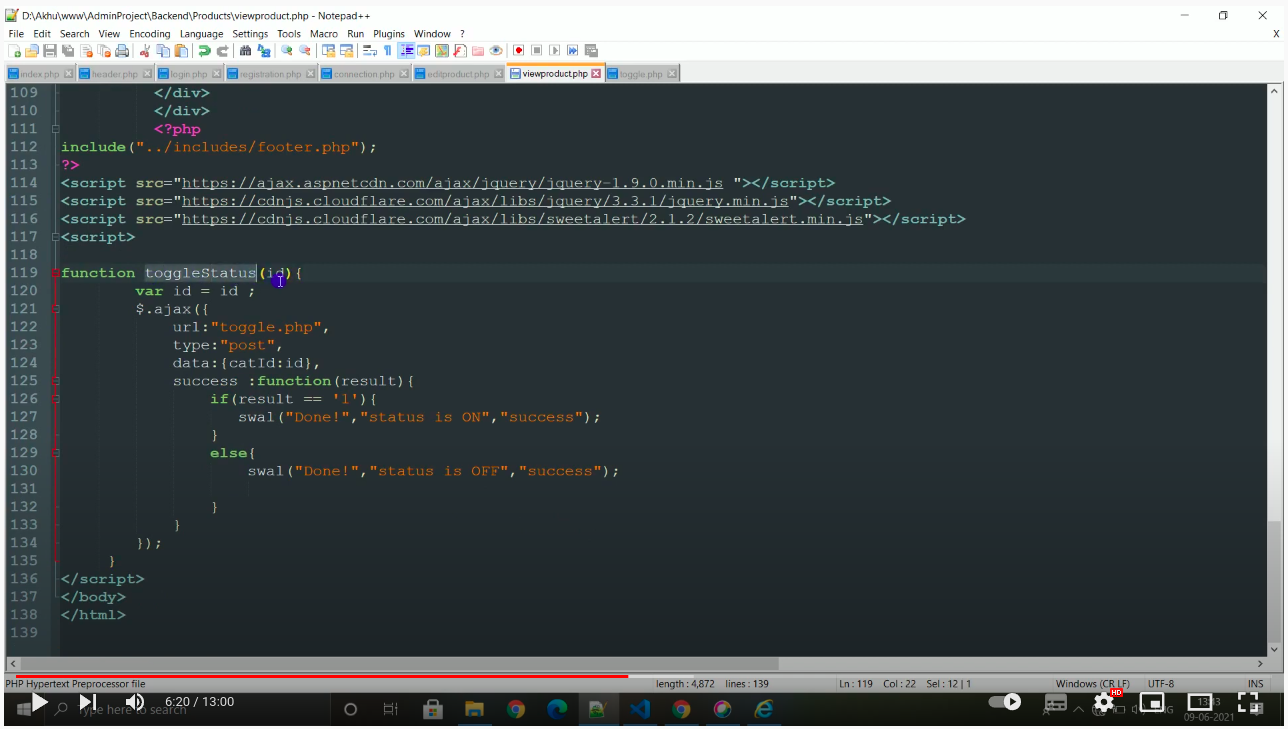 D:\Akhu\www\AdminProject\Backend\Products\viewproduct.php - Notepad++
File Edit Search View Encoding Language Settings Tools Macro Run Plugins Window ? X
index.php header.php login.php registration.php connection.php editproduct.php viewproduct.php toggle.php
109 </div>
110 </div>
111 <?php
112 include("../includes/footer.php");
113 ?>
114 <script src="https://ajax.aspnetcdn.com/ajax/jquery/jquery-1.9.0.min.js "></script>
115 <script src="https://cdnjs.cloudflare.com/ajax/libs/jquery/3.3.1/jquery.min.js"></script>
116 <script src="https://cdnjs.cloudflare.com/ajax/libs/sweetalert/2.1.2/sweetalert.min.js"></script>
117 <script>
118
119 function toggleStatus(id){
120 var id = id ;
121 $.ajax({
122 url:"toggle.php",
123 type:"post",
124 data:{catId:id},
125 success :function(result){
126 if(result == '1'){
127 swal("Done!","status is ON","success");
128 }
129 else{
130 swal("Done!","status is OFF","success");
131
132 }
133 }
134 });
135 }
136 </script>
137 </body>
138 </html>
139
PHP Hypertext Preprocessor file length : 4,872 lines : 139 Ln : 119 Col : 22 Sel : 12 | 1 Windows (CR LF) UTF-8 INS
6:20 / 13:00
Type here to search
HD
ENG
09-06-2021